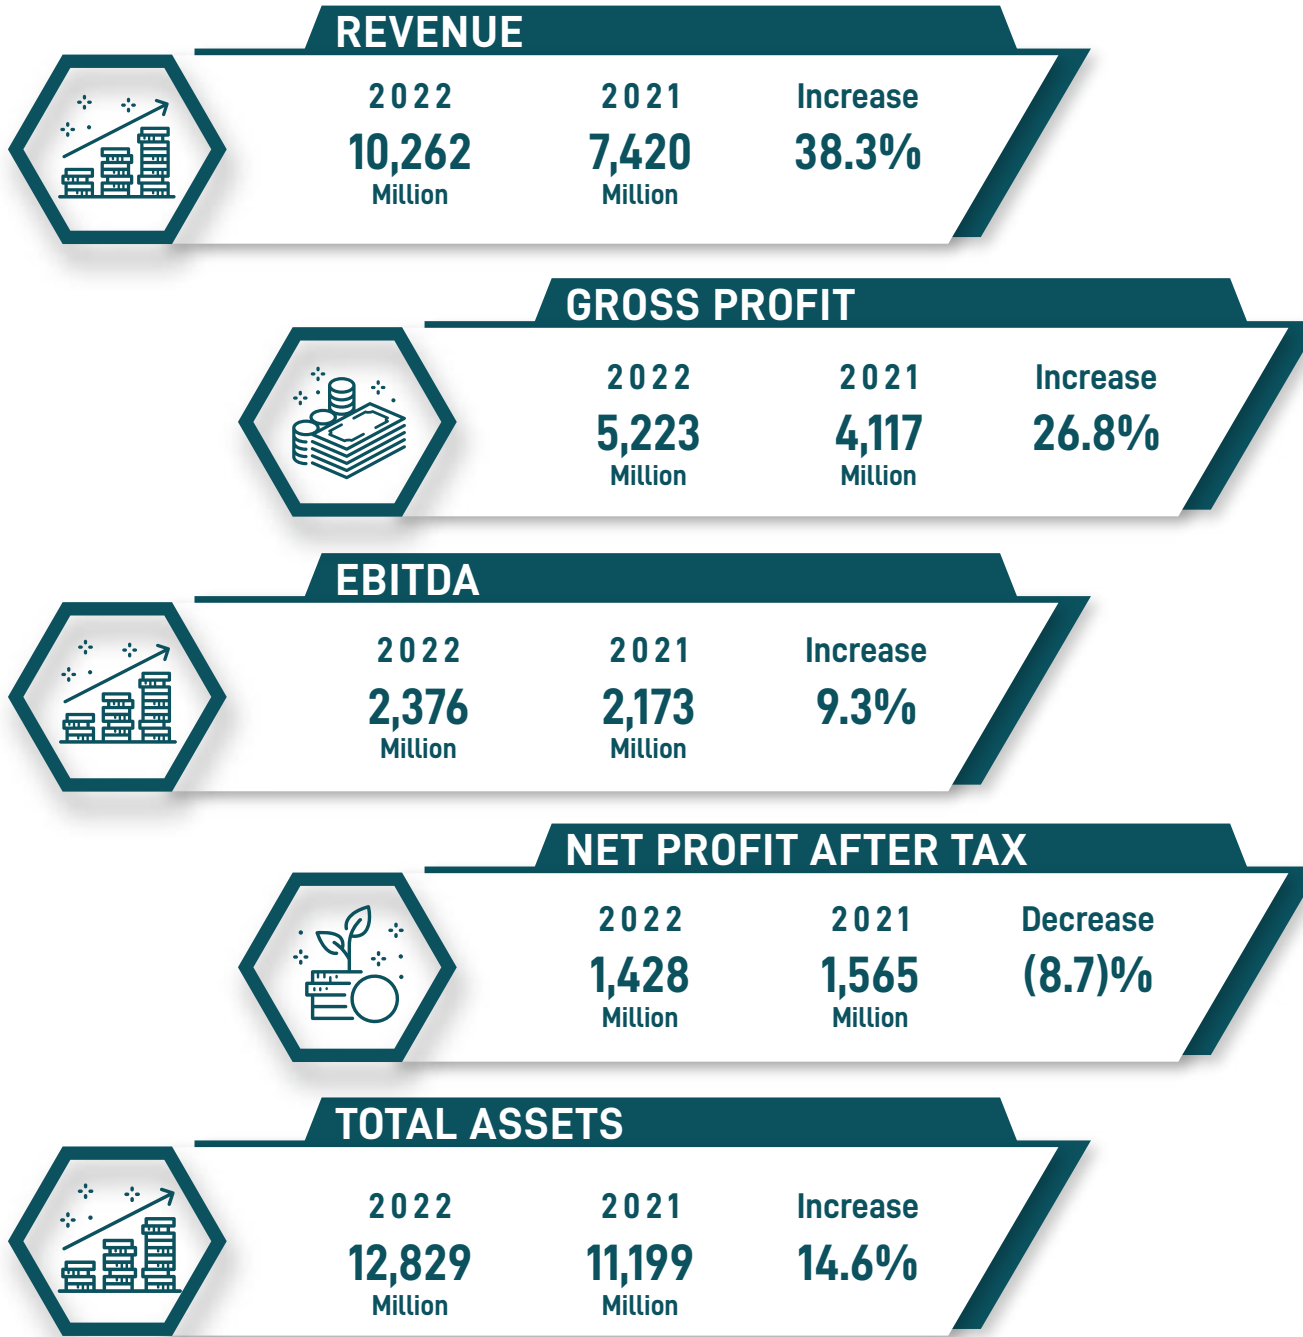 REVENUE
2022 2021 Increase
10,262 7,420 38.3%
Million Million
GROSS PROFIT
2022 2021 Increase
5,223 4,117 26.8%
Million Million
EBITDA
2022 2021 Increase
2,376 2,173 9.3%
Million Million
NET PROFIT AFTER TAX
2022 2021 Decrease
1,428 1,565 (8.7)%
Million Million
TOTAL ASSETS
2022 2021 Increase
12,829 11,199 14.6%
Million Million